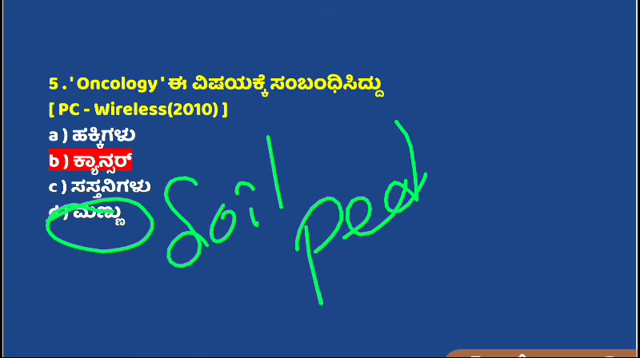 5 . ' Oncology ' ಈ ವಿಷಯಕ್ಕೆ ಸಂಬಂಧಿಸಿದ್ದು
[ PC - Wireless(2010) ]
a ) ಹಕ್ಕಿಗಳು
b ) ಕ್ಯಾನ್ಸರ್
c ) ಸಸ್ತನಿಗಳು
d ) ಮಣ್ಣು
Soil
ped